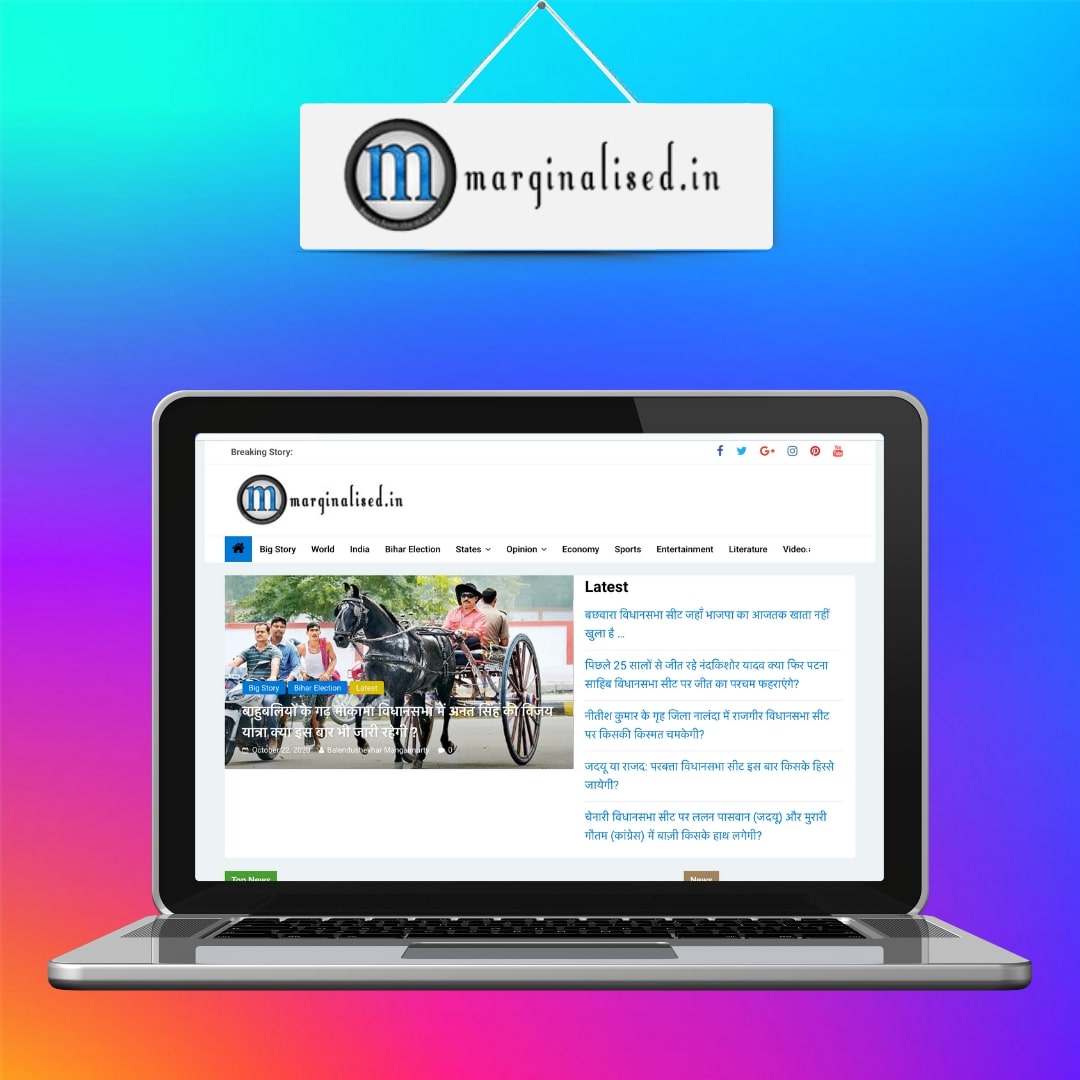 m marginalised.in
Breaking Story:
m marginalised.in
Big Story World India Bihar Election States Opinion Economy Sports Entertainment Literature Videos
Latest
बछवारा विधानसभा सीट जहाँ भाजपा का आजतक खाता नहीं
खुला है ...
पिछले 25 सालों से जीत रहे नंदकिशोर यादव क्या फिर पटना
साहिब विधानसभा सीट पर जीत का परचम फहराएंगे?
नीतीश कुमार के गृह जिला नालंदा में राजगीर विधानसभा सीट
पर किसकी किस्मत चमकेगी?
जदयू या राजद: परबत्ता विधानसभा सीट इस बार किसके हिस्से
जायेगी?
चेनारी विधानसभा सीट पर ललन पासवान (जदयू) और मुरारी
गौतम (कांग्रेस) में बाज़ी किसके हाथ लगेगी?
Big Story Bihar Election Latest
बाहुबलियों के गढ़ मोकामा विधानसभा में अनंत सिंह की विजय
यात्रा क्या इस बार भी जारी रहेगी ?
October 22, 2020 Balendushekhar Mangalmurty 0
Top News
News